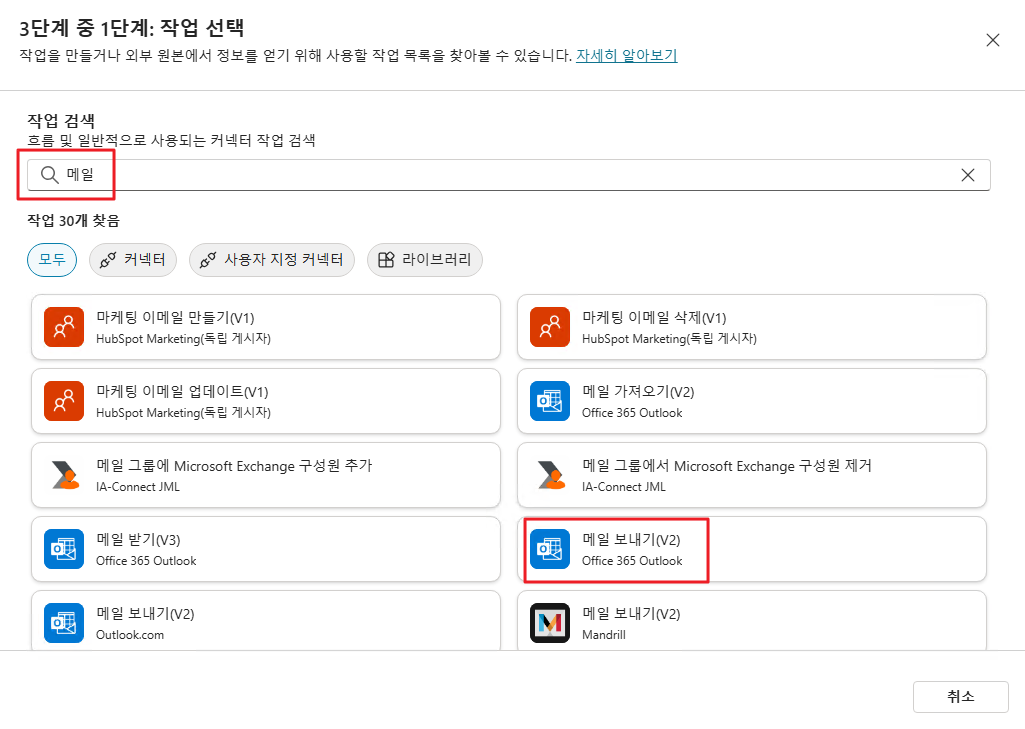 3단계 중 1단계: 작업 선택
작업을 만들거나 외부 원본에서 정보를 얻기 위해 사용할 작업 목록을 찾아볼 수 있습니다. 자세히 알아보기
작업 검색
흐름 및 일반적으로 사용되는 커넥터 작업 검색
메일
작업 30개 찾음
모두 커넥터 사용자 지정 커넥터 라이브러리
마케팅 이메일 만들기(V1)
HubSpot Marketing(독립 게시자)
마케팅 이메일 삭제(V1)
HubSpot Marketing(독립 게시자)
마케팅 이메일 업데이트(V1)
HubSpot Marketing(독립 게시자)
메일 가져오기(V2)
Office 365 Outlook
메일 그룹에 Microsoft Exchange 구성원 추가
IA-Connect JML
메일 그룹에서 Microsoft Exchange 구성원 제거
IA-Connect JML
메일 받기(V3)
Office 365 Outlook
메일 보내기(V2)
Office 365 Outlook
메일 보내기(V2)
Outlook.com
메일 보내기(V2)
Mandrill
취소